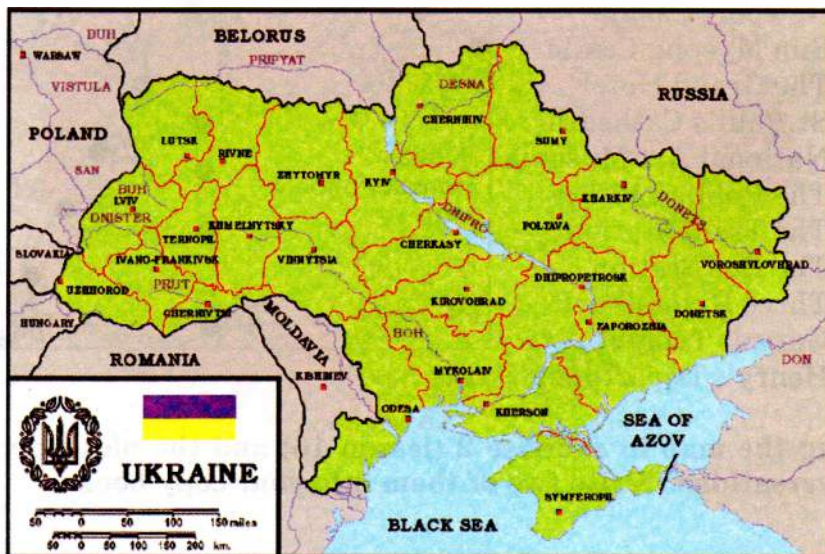 DUH
BELORUS
PRIPYAT
WARSAW
VISTULA
DESNA
RUSSIA
CHERNIHIV
POLAND
LUTSK
RIVNE
SUMY
SAN
ZHYTOMYR
KYIV
KHARKIV
BUH
LVIV
DNISTER
DONETS
DNIPRO
TERNOPIL
KHMELNYTSKY
CHERKASY
POLTAVA
SLOVAKIA
IVANO-FRANKIVSK
VINNYTSIA
VOROSHYLOVHRAD
UZHHOROD
PRUT
DNIPROPETROSK
KIROVOHRAD
DONETSK
CHERNIVTSI
HUNGARY
MOLDAVIA
ZAPOROZHIA
BOH
ROMANIA
DON
KISHINEV
MYKOLAIV
ODESA
KHERSON
SEA OF
AZOV
UKRAINE
50 0 50 100 150 miles
50 0 50 100 150 200 km.
BLACK SEA
SYMFEROPIL